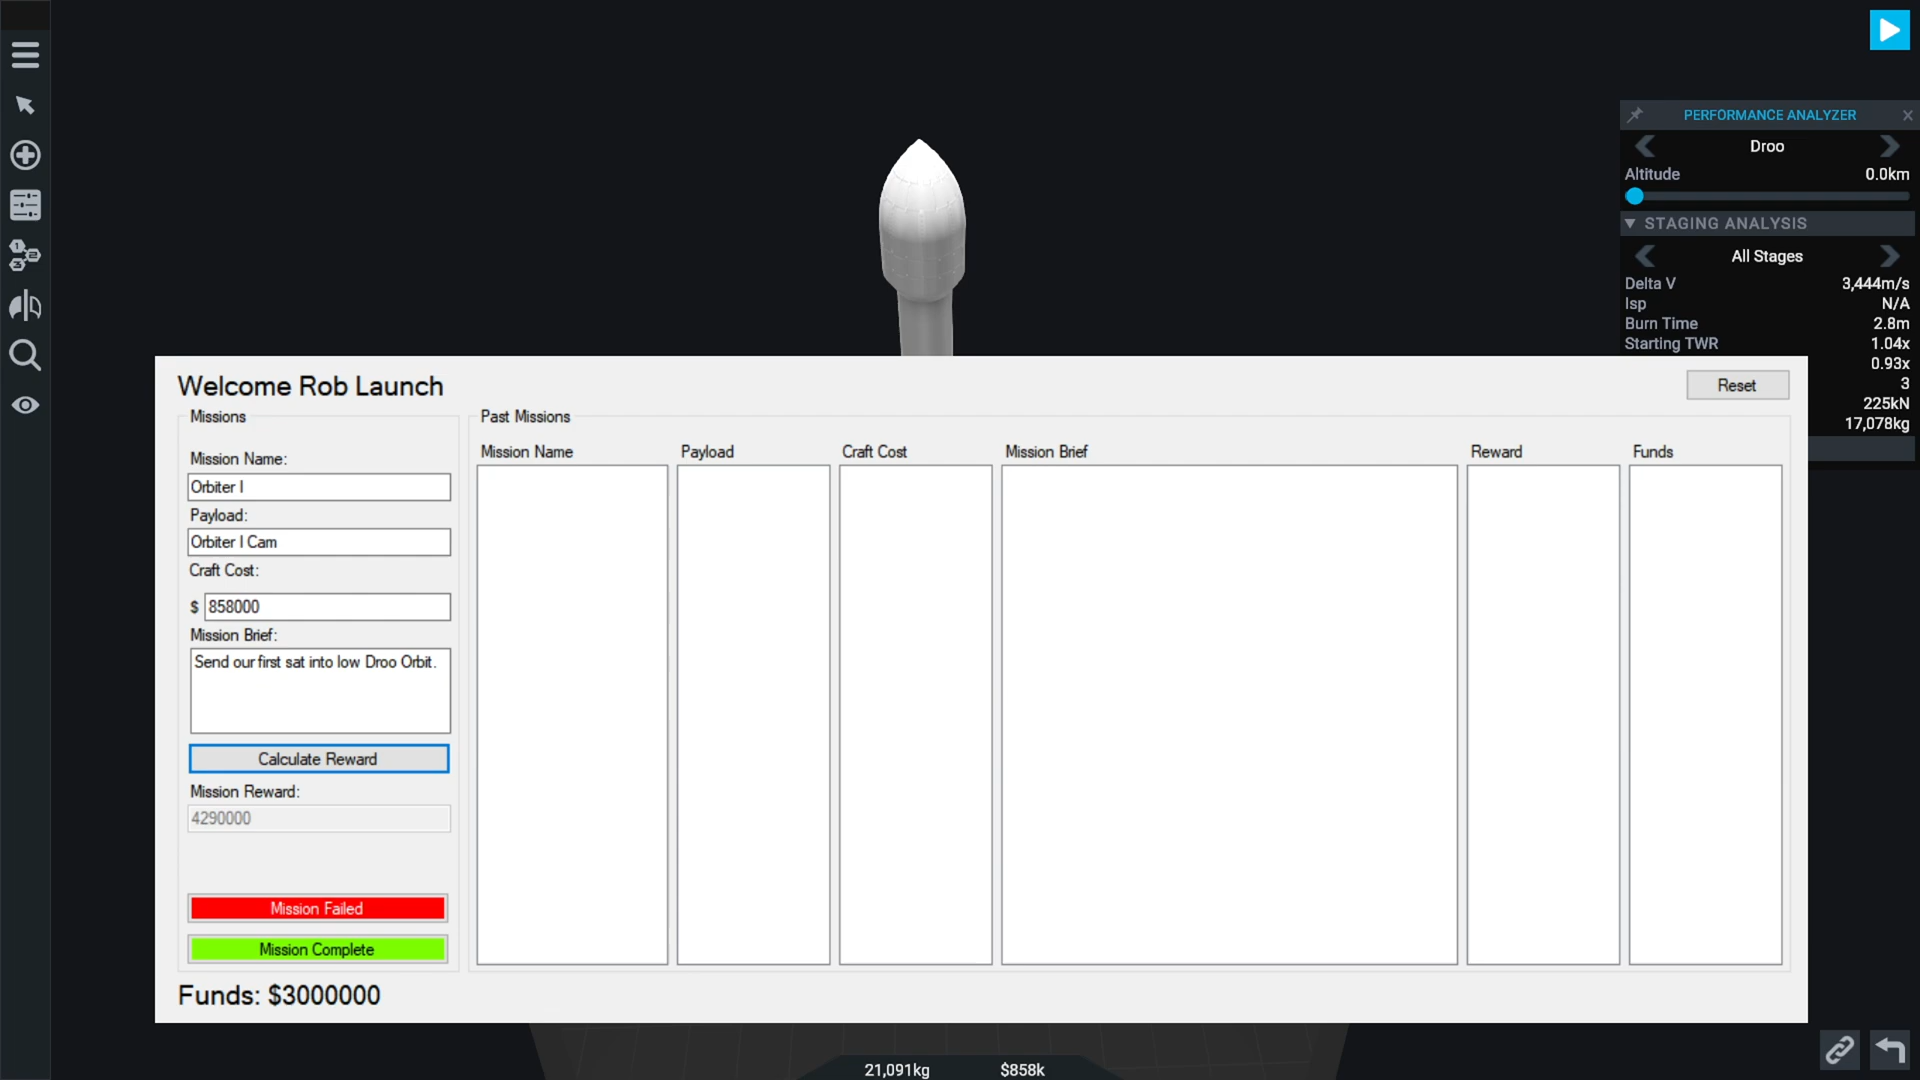 PERFORMANCE ANALYZER
Droo
Altitude 0.0km
STAGING ANALYSIS
All Stages
Delta V 3,444m/s
Isp N/A
Burn Time 2.8m
Starting TWR 1.04x
0.93x
3
225kN
17,078kg
Welcome Rob Launch
Reset
Missions
Mission Name:
Orbiter I
Payload:
Orbiter I Cam
Craft Cost:
$ 858000
Mission Brief:
Send our first sat into low Droo Orbit.
Calculate Reward
Mission Reward:
4290000
Mission Failed
Mission Complete
Past Missions
Mission Name Payload Craft Cost Mission Brief Reward Funds
Funds: $3000000
21,091kg $858k